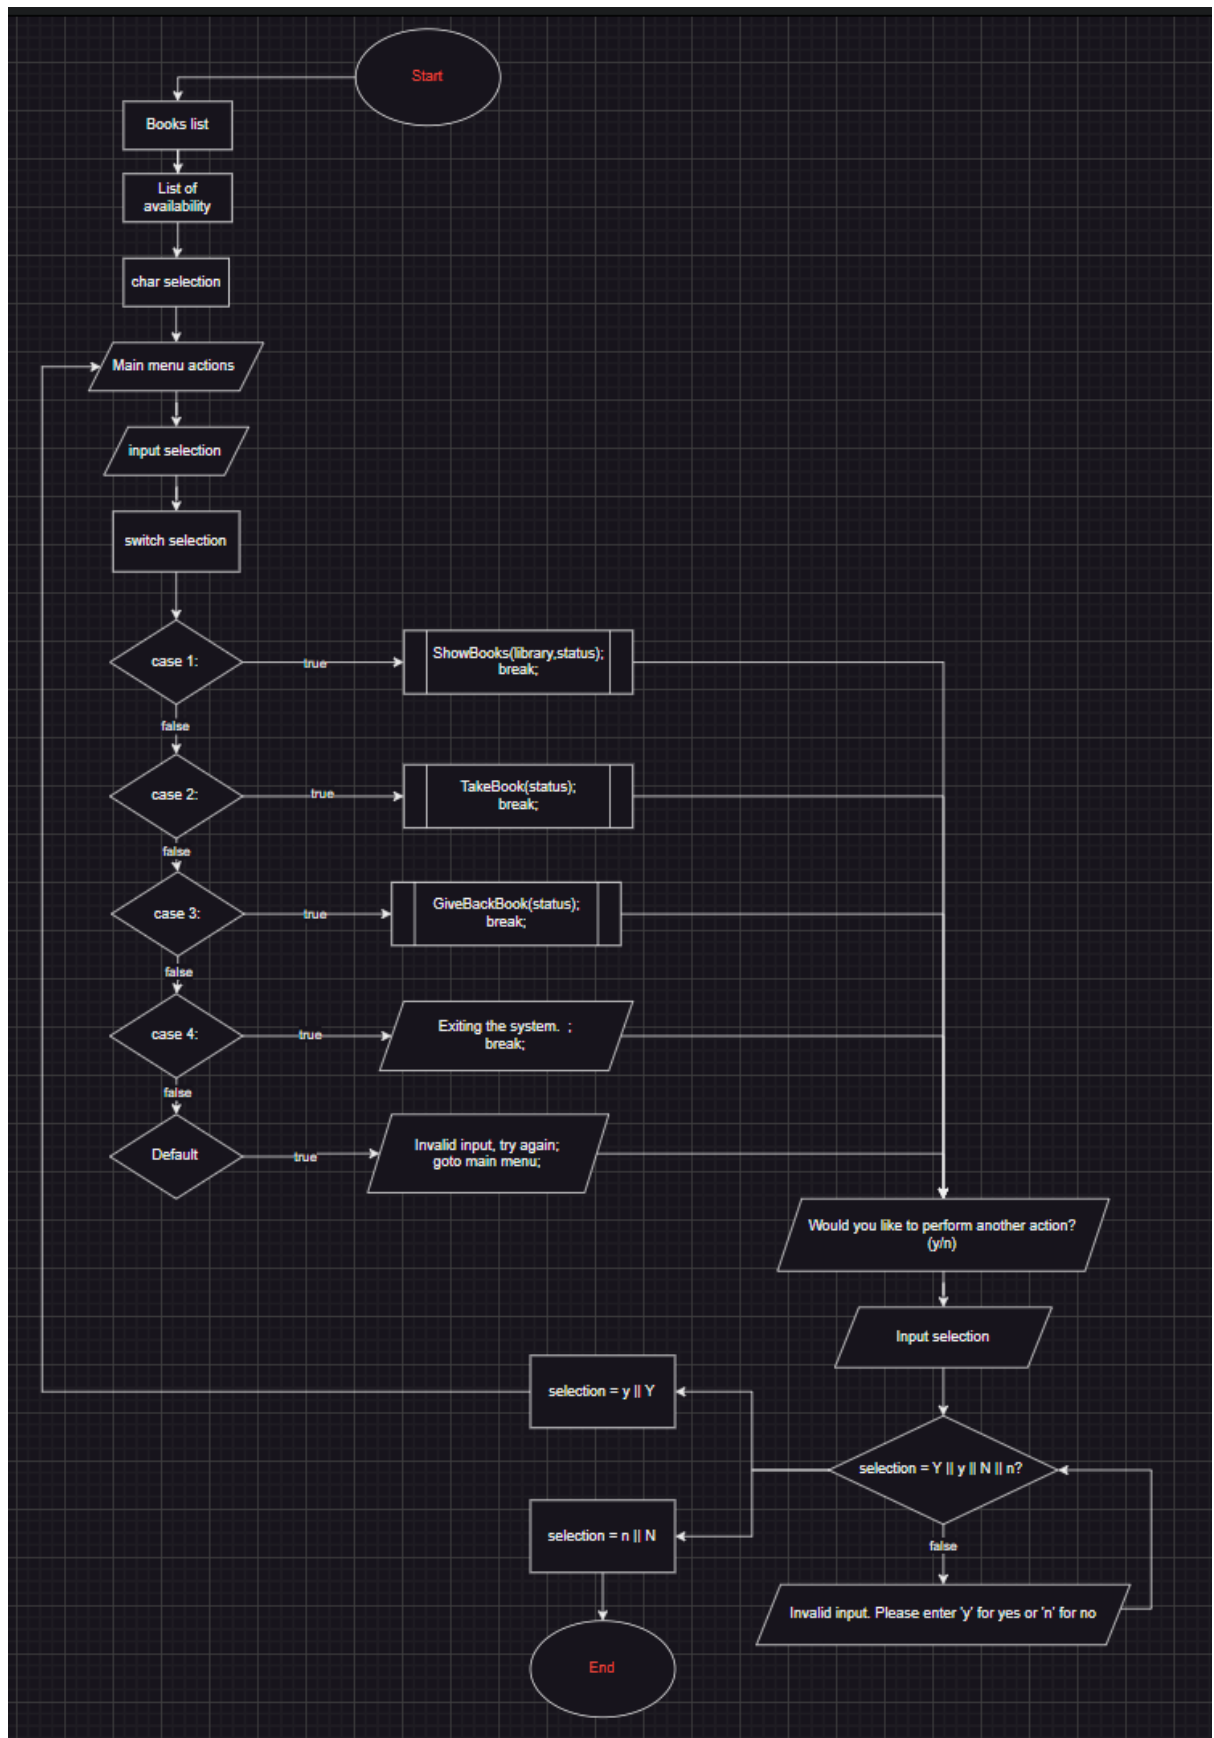 Start
Books list
List of
availability
char selection
Main menu actions
input selection
switch selection
case 1:
true
ShowBooks(library,status);
break;
false
case 2:
true
TakeBook(status);
break;
false
case 3:
true
GiveBackBook(status);
break;
false
case 4:
true
Exiting the system.  ;
break;
false
Default
true
Invalid input, try again;
goto main menu;
Would you like to perform another action?
(y/n)
Input selection
selection = y || Y
selection = Y || y || N || n?
selection = n || N
false
Invalid input. Please enter 'y' for yes or 'n' for no
End